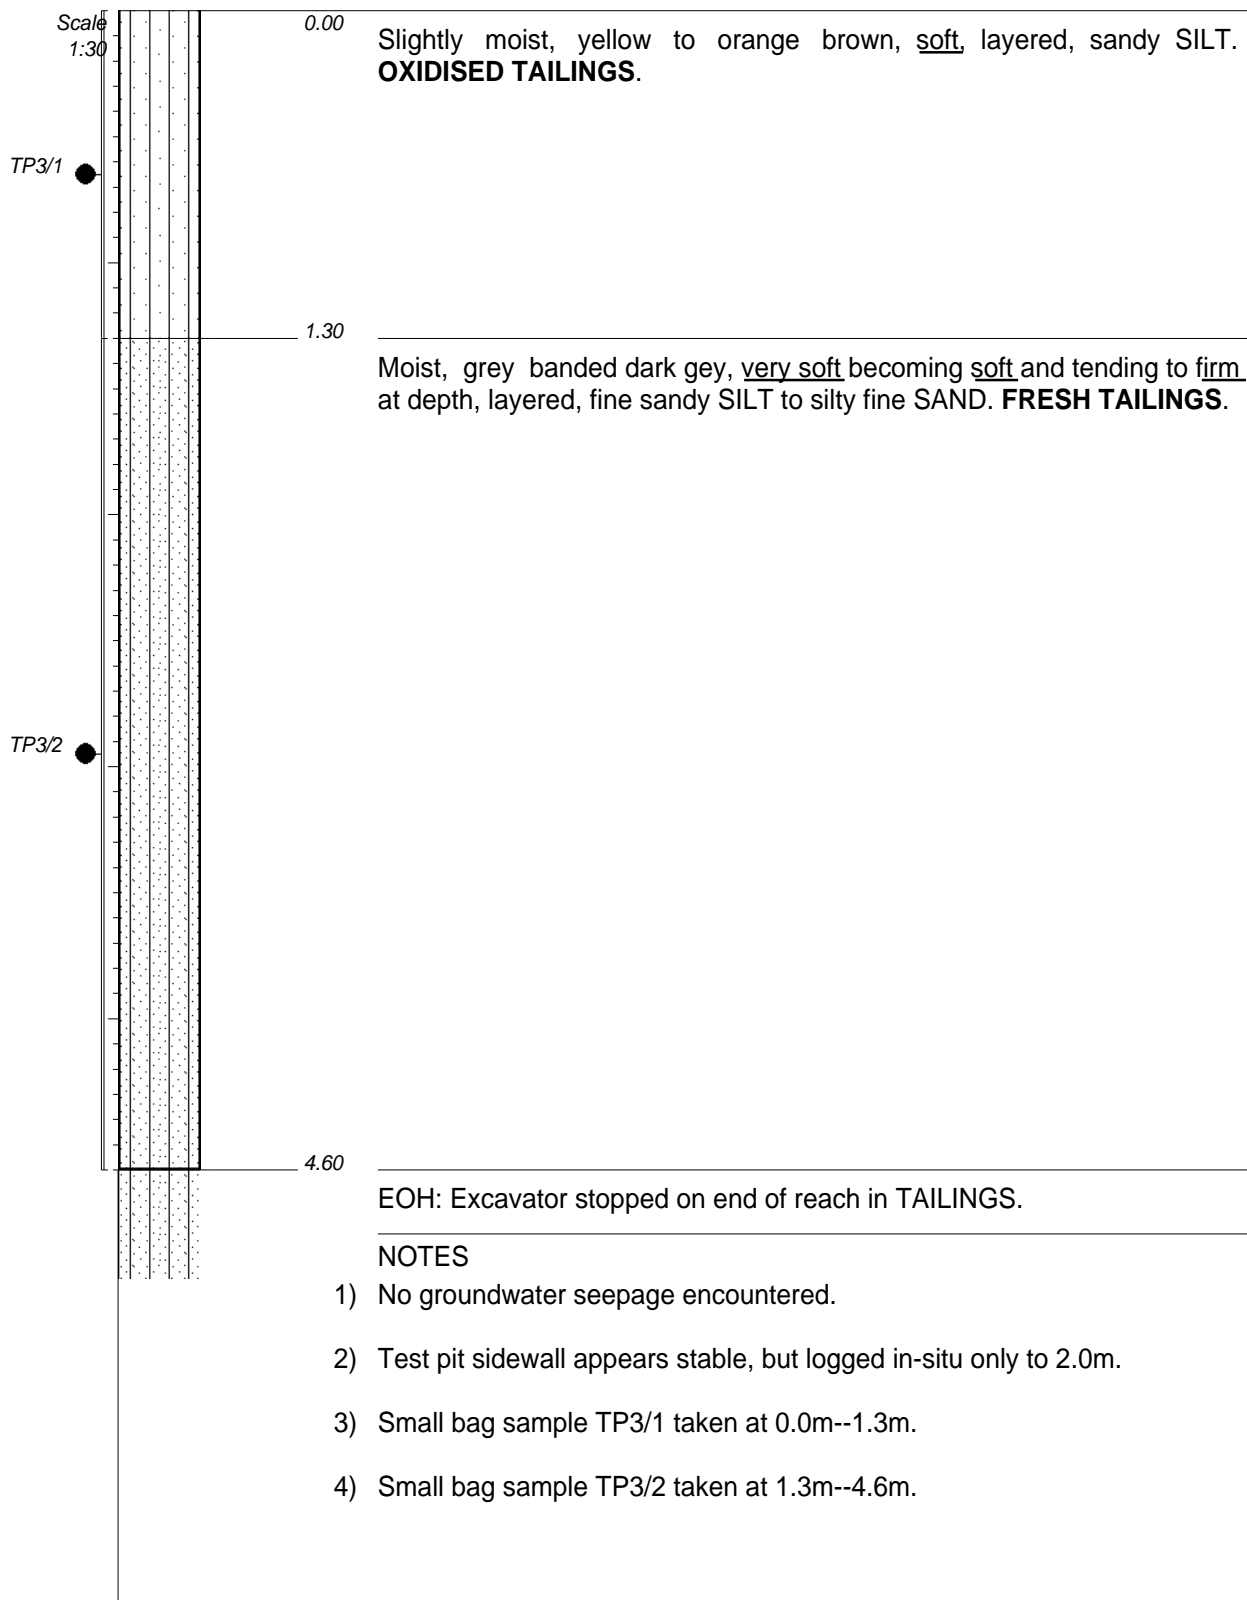 Scale
1:30
0.00
Slightly moist, yellow to orange brown, soft, layered, sandy SILT.
OXIDISED TAILINGS.
TP3/1
1.30
Moist, grey banded dark gey, very soft becoming soft and tending to firm
at depth, layered, fine sandy SILT to silty fine SAND. FRESH TAILINGS.
TP3/2
4.60
EOH: Excavator stopped on end of reach in TAILINGS.
NOTES
1) No groundwater seepage encountered.
2) Test pit sidewall appears stable, but logged in-situ only to 2.0m.
3) Small bag sample TP3/1 taken at 0.0m--1.3m.
4) Small bag sample TP3/2 taken at 1.3m--4.6m.